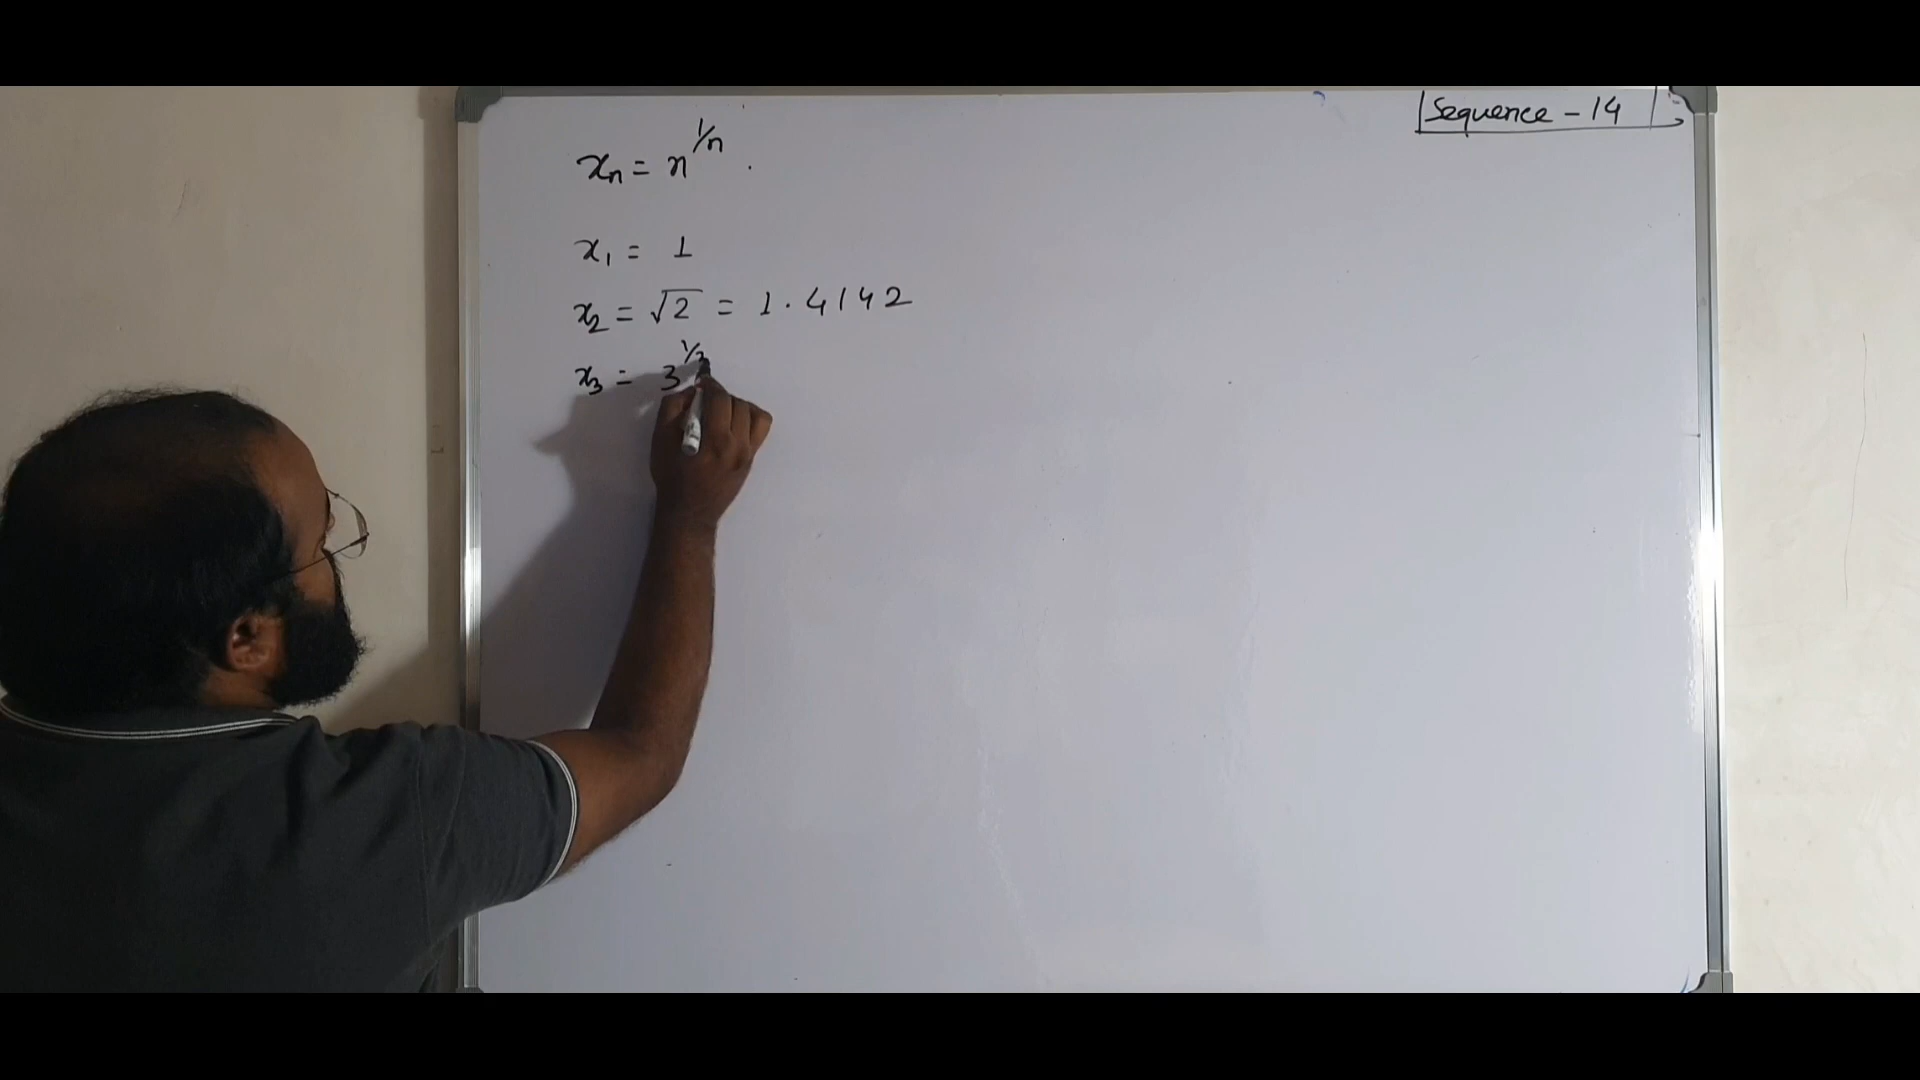 Sequence - 14
xₙ = n^1/n .
x₁ = 1
x₂ = √2 = 1.4142
x₃ = 3^1/3